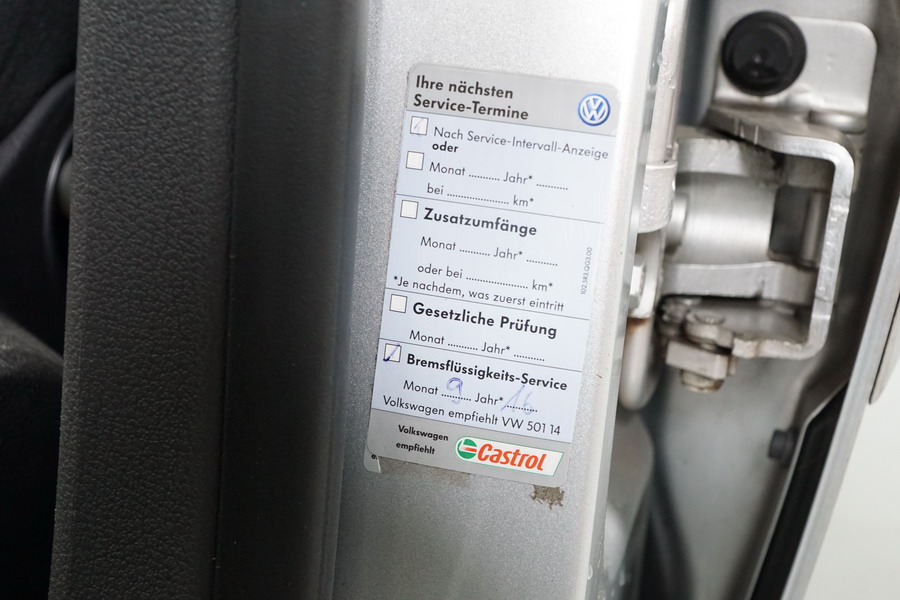 Ihre nächsten
Service-Termine
Nach Service-Intervall-Anzeige
oder
Monat .......... Jahr* ..........
bei .................... km*
Zusatzumfänge
Monat .......... Jahr* ..........
oder bei .................... km*
*Je nachdem, was zuerst eintritt
Gesetzliche Prüfung
Monat .......... Jahr* ..........
Bremsflüssigkeits-Service
Monat 9 Jahr* 16
Volkswagen empfiehlt VW 501 14
Volkswagen
empfiehlt
Castrol